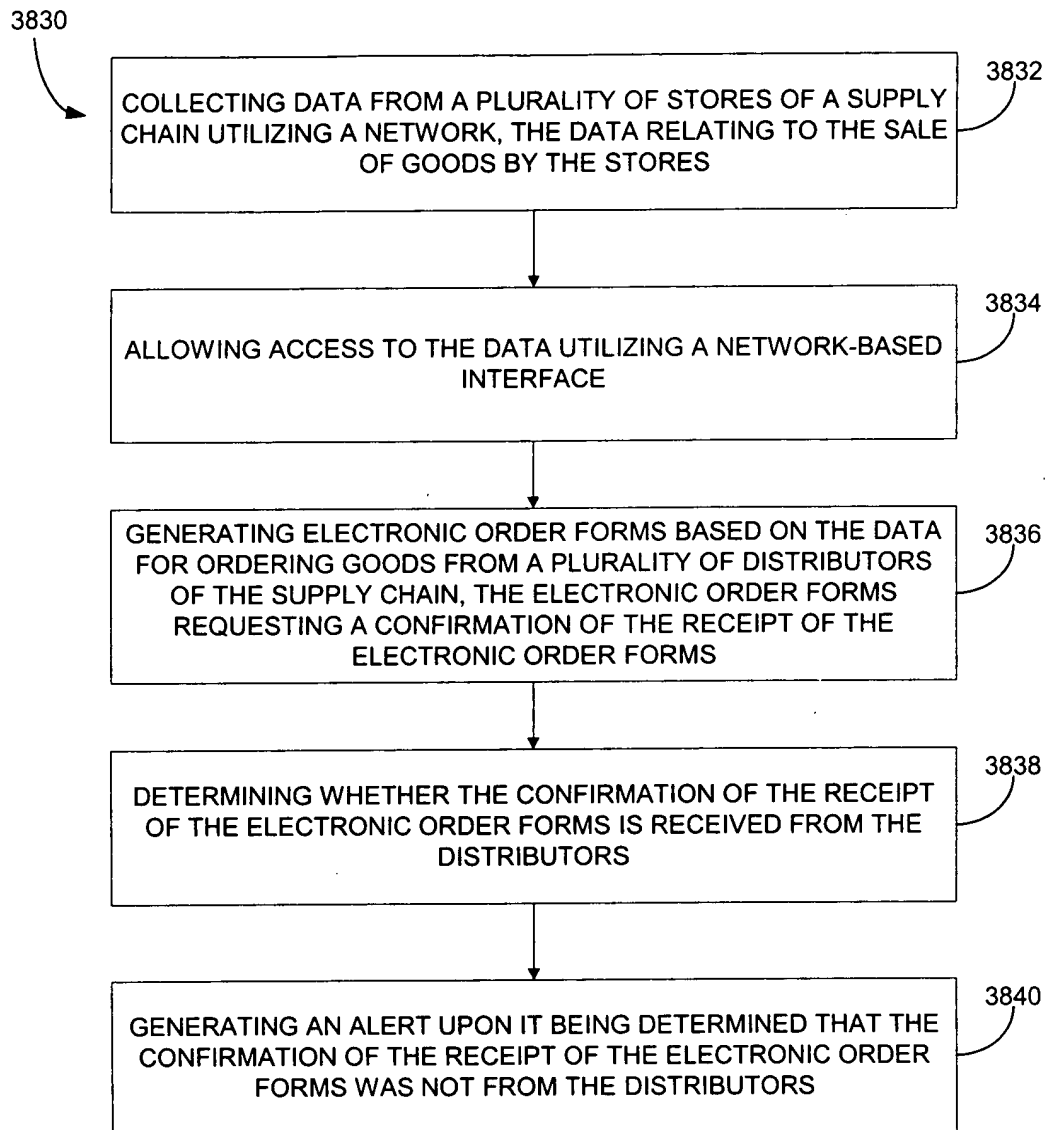 3830
3832
COLLECTING DATA FROM A PLURALITY OF STORES OF A SUPPLY
CHAIN UTILIZING A NETWORK, THE DATA RELATING TO THE SALE
OF GOODS BY THE STORES
3834
ALLOWING ACCESS TO THE DATA UTILIZING A NETWORK-BASED
INTERFACE
3836
GENERATING ELECTRONIC ORDER FORMS BASED ON THE DATA
FOR ORDERING GOODS FROM A PLURALITY OF DISTRIBUTORS
OF THE SUPPLY CHAIN, THE ELECTRONIC ORDER FORMS
REQUESTING A CONFIRMATION OF THE RECEIPT OF THE
ELECTRONIC ORDER FORMS
3838
DETERMINING WHETHER THE CONFIRMATION OF THE RECEIPT
OF THE ELECTRONIC ORDER FORMS IS RECEIVED FROM THE
DISTRIBUTORS
3840
GENERATING AN ALERT UPON IT BEING DETERMINED THAT THE
CONFIRMATION OF THE RECEIPT OF THE ELECTRONIC ORDER
FORMS WAS NOT FROM THE DISTRIBUTORS